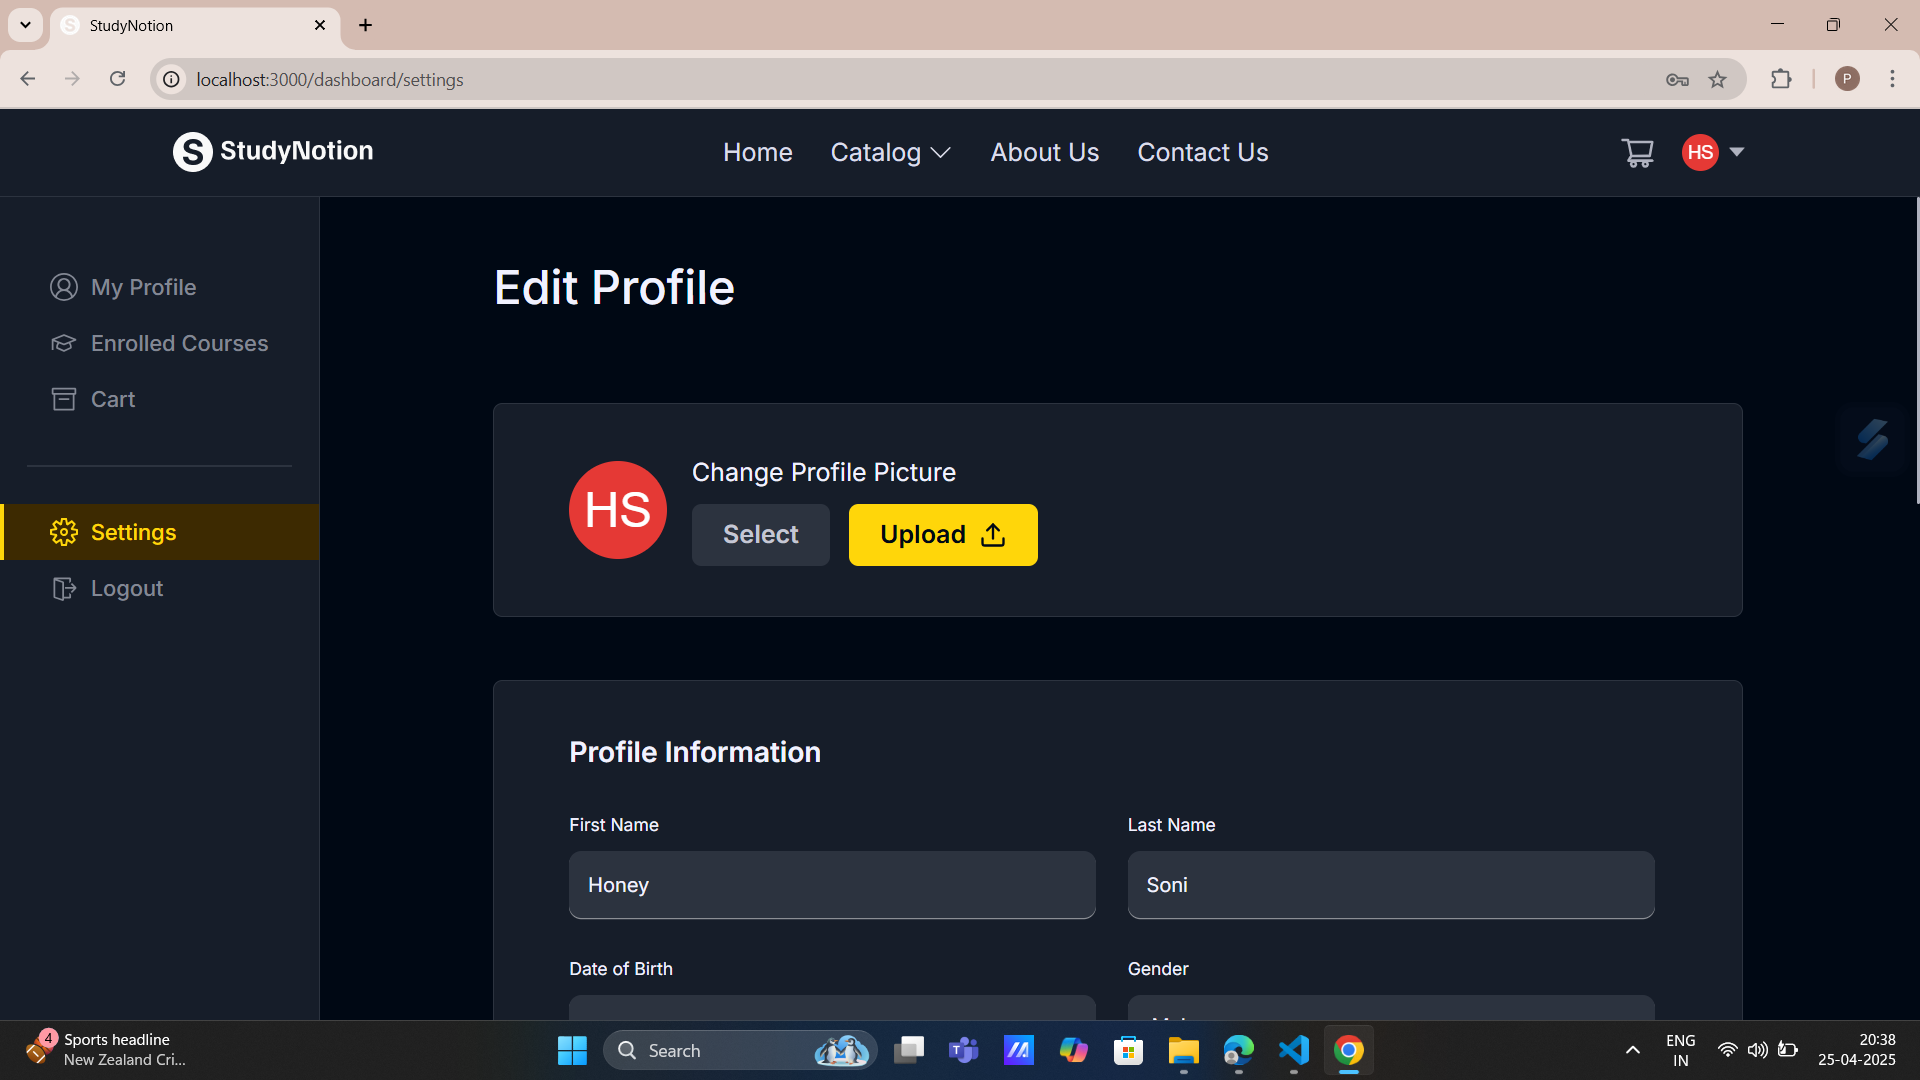 StudyNotion
localhost:3000/dashboard/settings
P
S StudyNotion
Home
Catalog
About Us
Contact Us
HS
My Profile
Enrolled Courses
Cart
Settings
Logout
Edit Profile
HS
Change Profile Picture
Select
Upload
Profile Information
First Name
Last Name
Honey
Soni
Date of Birth
Gender
4
Sports headline
New Zealand Cri...
Search
ENG
IN
20:38
25-04-2025